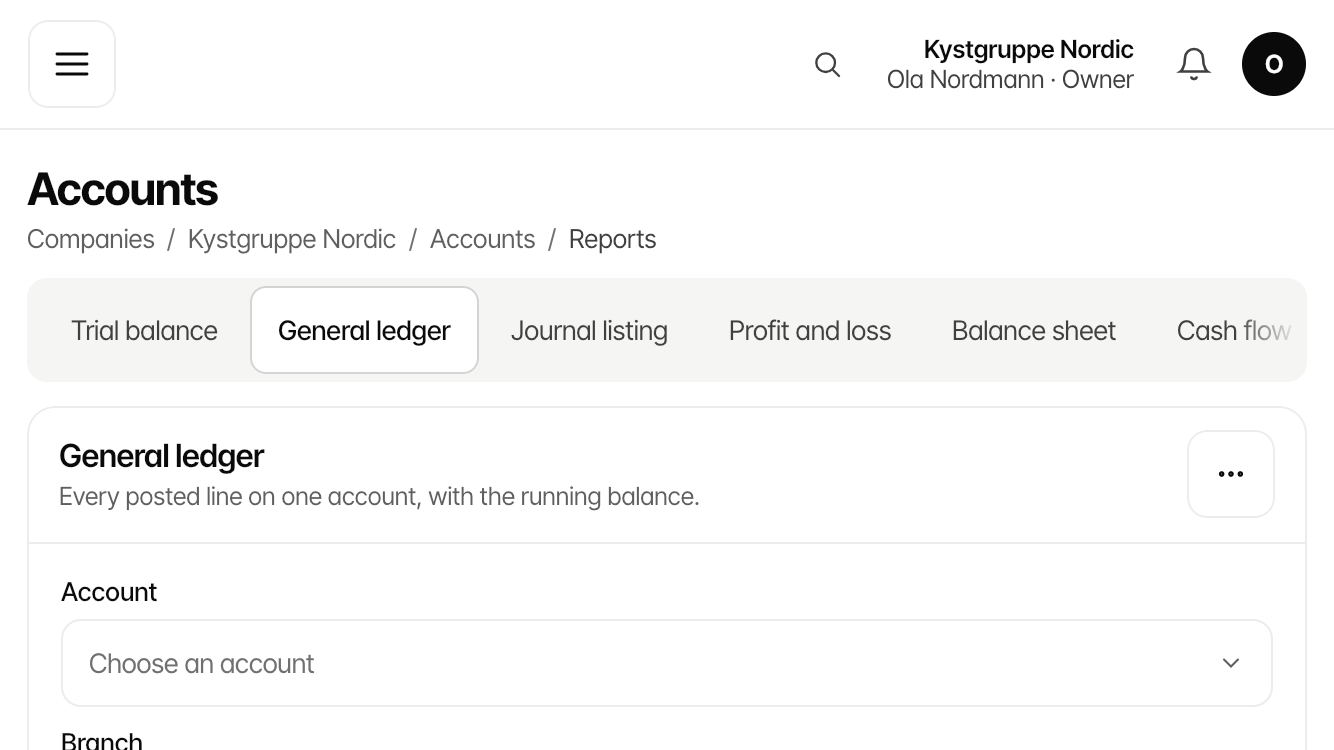 Kystgruppe Nordic
Ola Nordmann · Owner
O
Accounts
Companies / Kystgruppe Nordic / Accounts / Reports
Trial balance General ledger Journal listing Profit and loss Balance sheet Cash flow
General ledger
Every posted line on one account, with the running balance.
Account
Choose an account
Branch